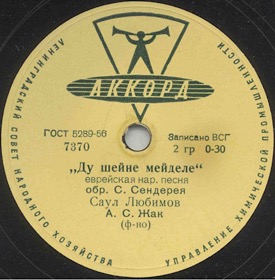 ЛЕНИНГРАДСКИЙ СОВЕТ НАРОДНОГО ХОЗЯЙСТВА
УПРАВЛЕНИЕ ХИМИЧЕСКОЙ ПРОМЫШЛЕННОСТИ
АККОРД
ГОСТ 5289-56 Записано ВСГ
7370 2 гр 0-30
„Ду шейне мейделе“
еврейская нар. песня
обр. С. Сендерея
Саул Любимов
А. С. Жак
(ф-но)